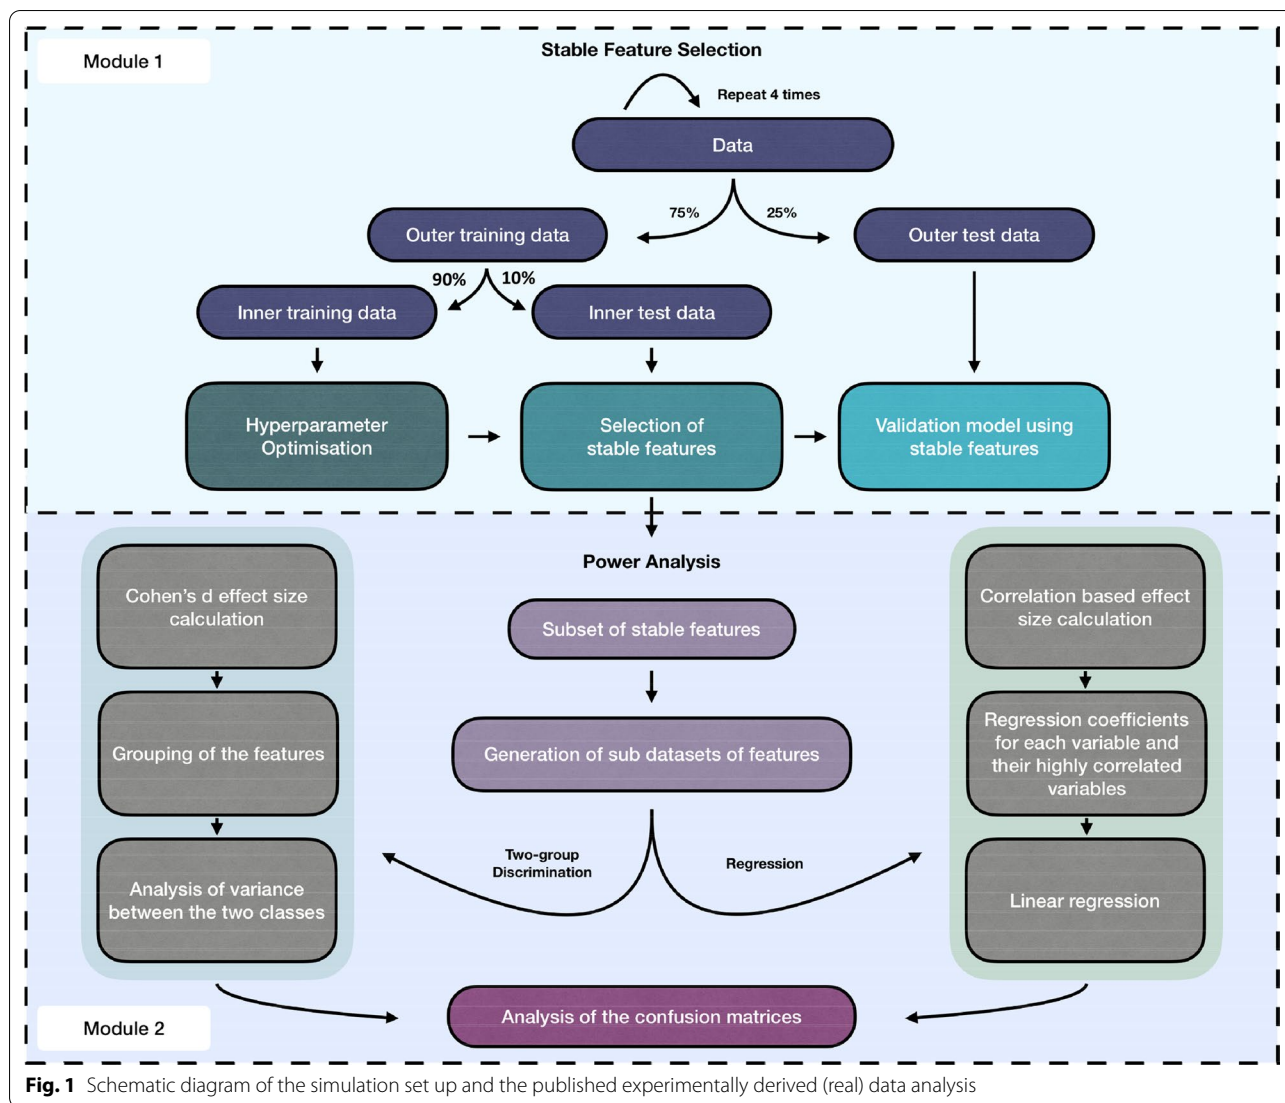 Module 1
Stable Feature Selection
Repeat 4 times
Data
75%
25%
Outer training data
Outer test data
90%
10%
Inner training data
Inner test data
Hyperparameter
Optimisation
Selection of
stable features
Validation model using
stable features
Power Analysis
Cohen's d effect size
calculation
Grouping of the features
Analysis of variance
between the two classes
Subset of stable features
Generation of sub datasets of features
Two-group
Discrimination
Regression
Correlation based effect
size calculation
Regression coefficients
for each variable and
their highly correlated
variables
Linear regression
Analysis of the confusion matrices
Module 2
Fig. 1 Schematic diagram of the simulation set up and the published experimentally derived (real) data analysis